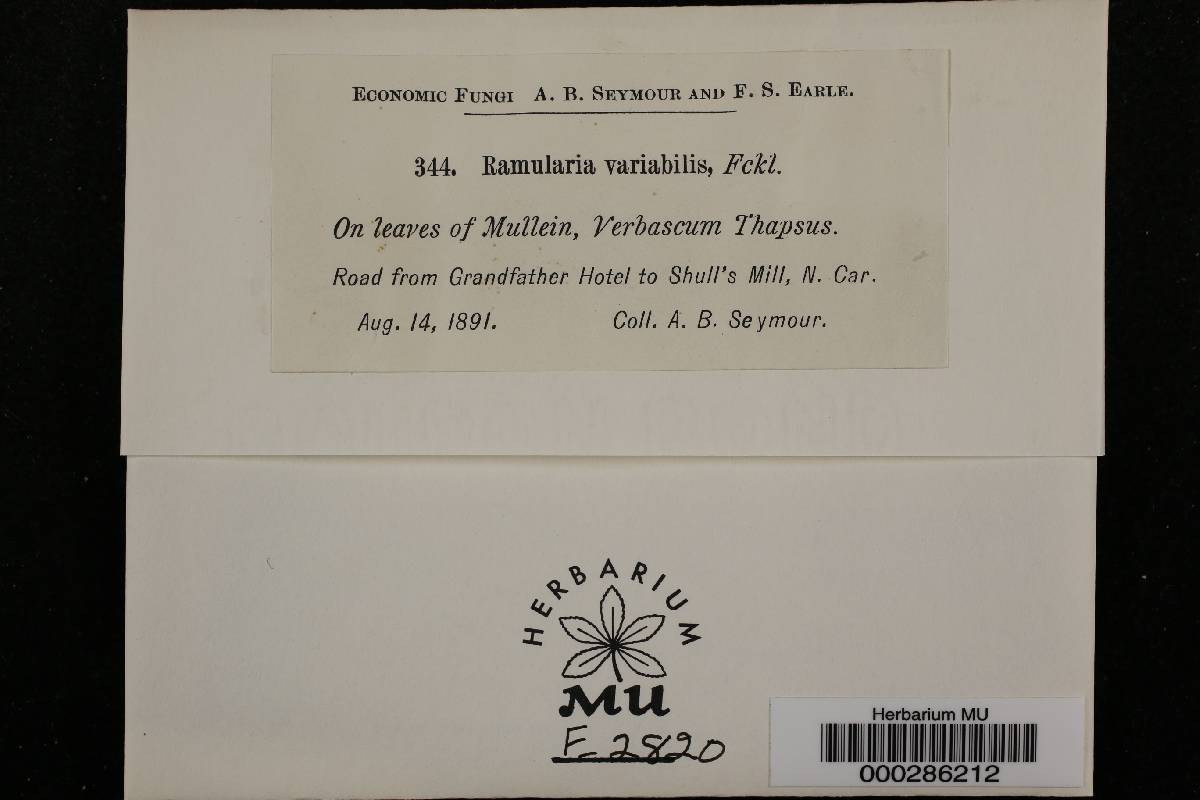 ECONOMIC FUNGI A. B. SEYMOUR AND F. S. EARLE.
344. Ramularia variabilis, Fckl.
On leaves of Mullein, Verbascum Thapsus.
Road from Grandfather Hotel to Shull's Mill, N. Car.
Aug. 14, 1891. Coll. A. B. Seymour.
HERBARIUM
MU
F 2820
Herbarium MU
000286212